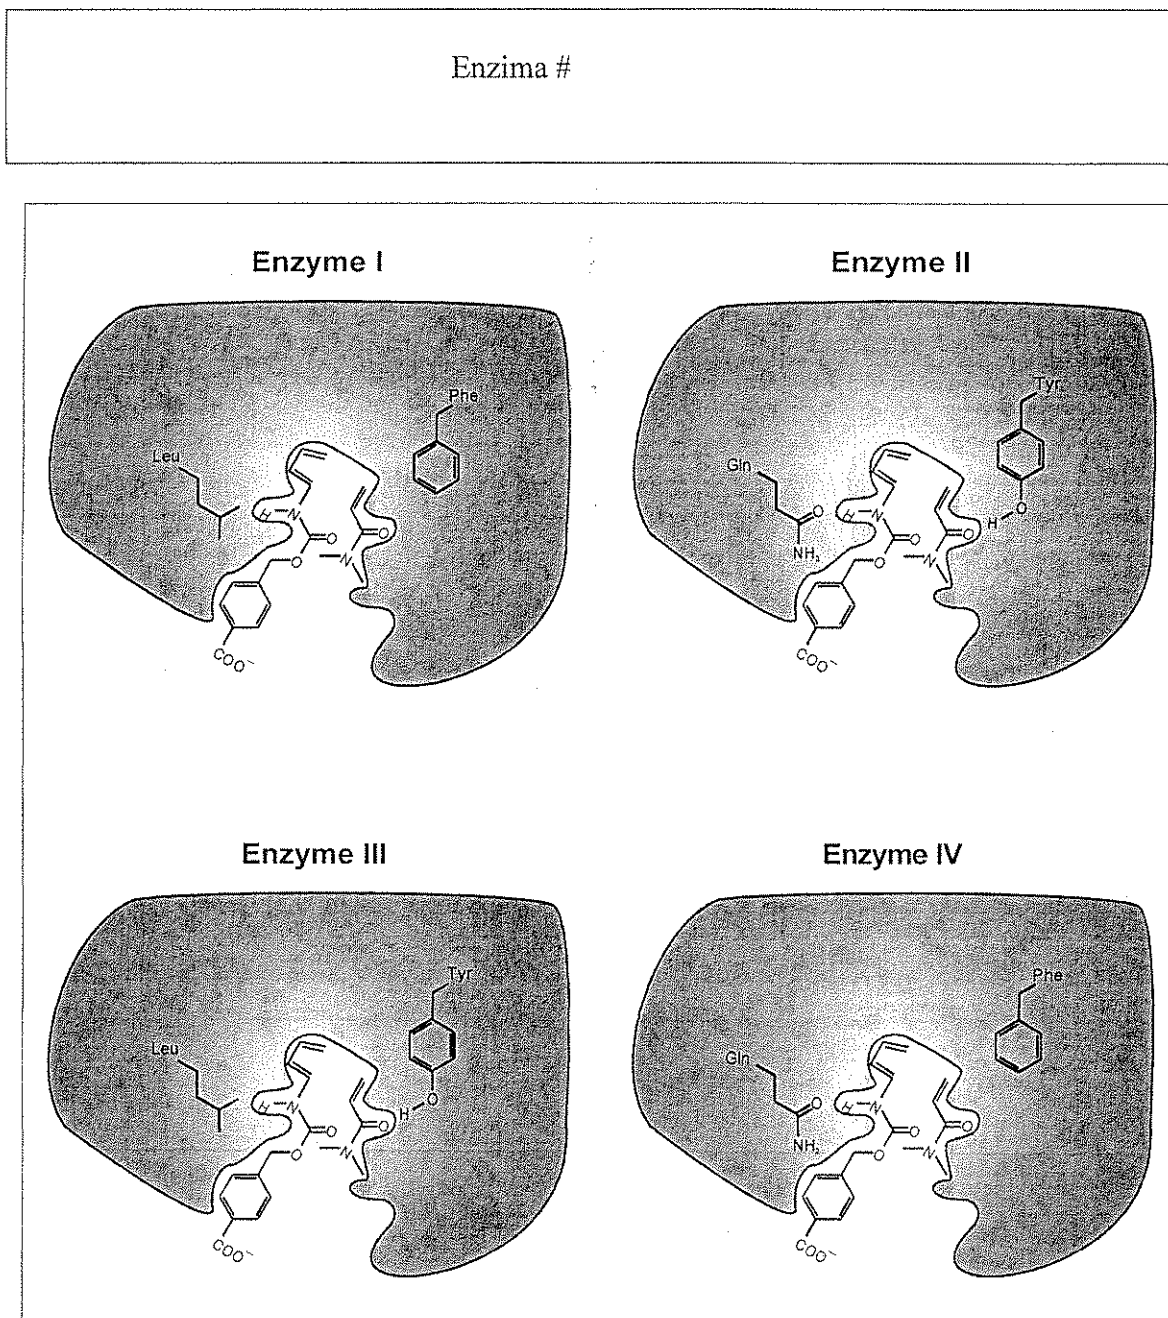 Enzima #
Enzyme I
Enzyme II
Phe
Leu
H
N
O
O
N
O
COO⁻
Tyr
Gln
O
NH₂
H
O
H
N
O
O
N
O
COO⁻
Enzyme III
Enzyme IV
Tyr
Leu
O
H
H
N
O
O
N
O
COO⁻
Phe
Gln
O
NH₂
H
N
O
O
N
O
COO⁻